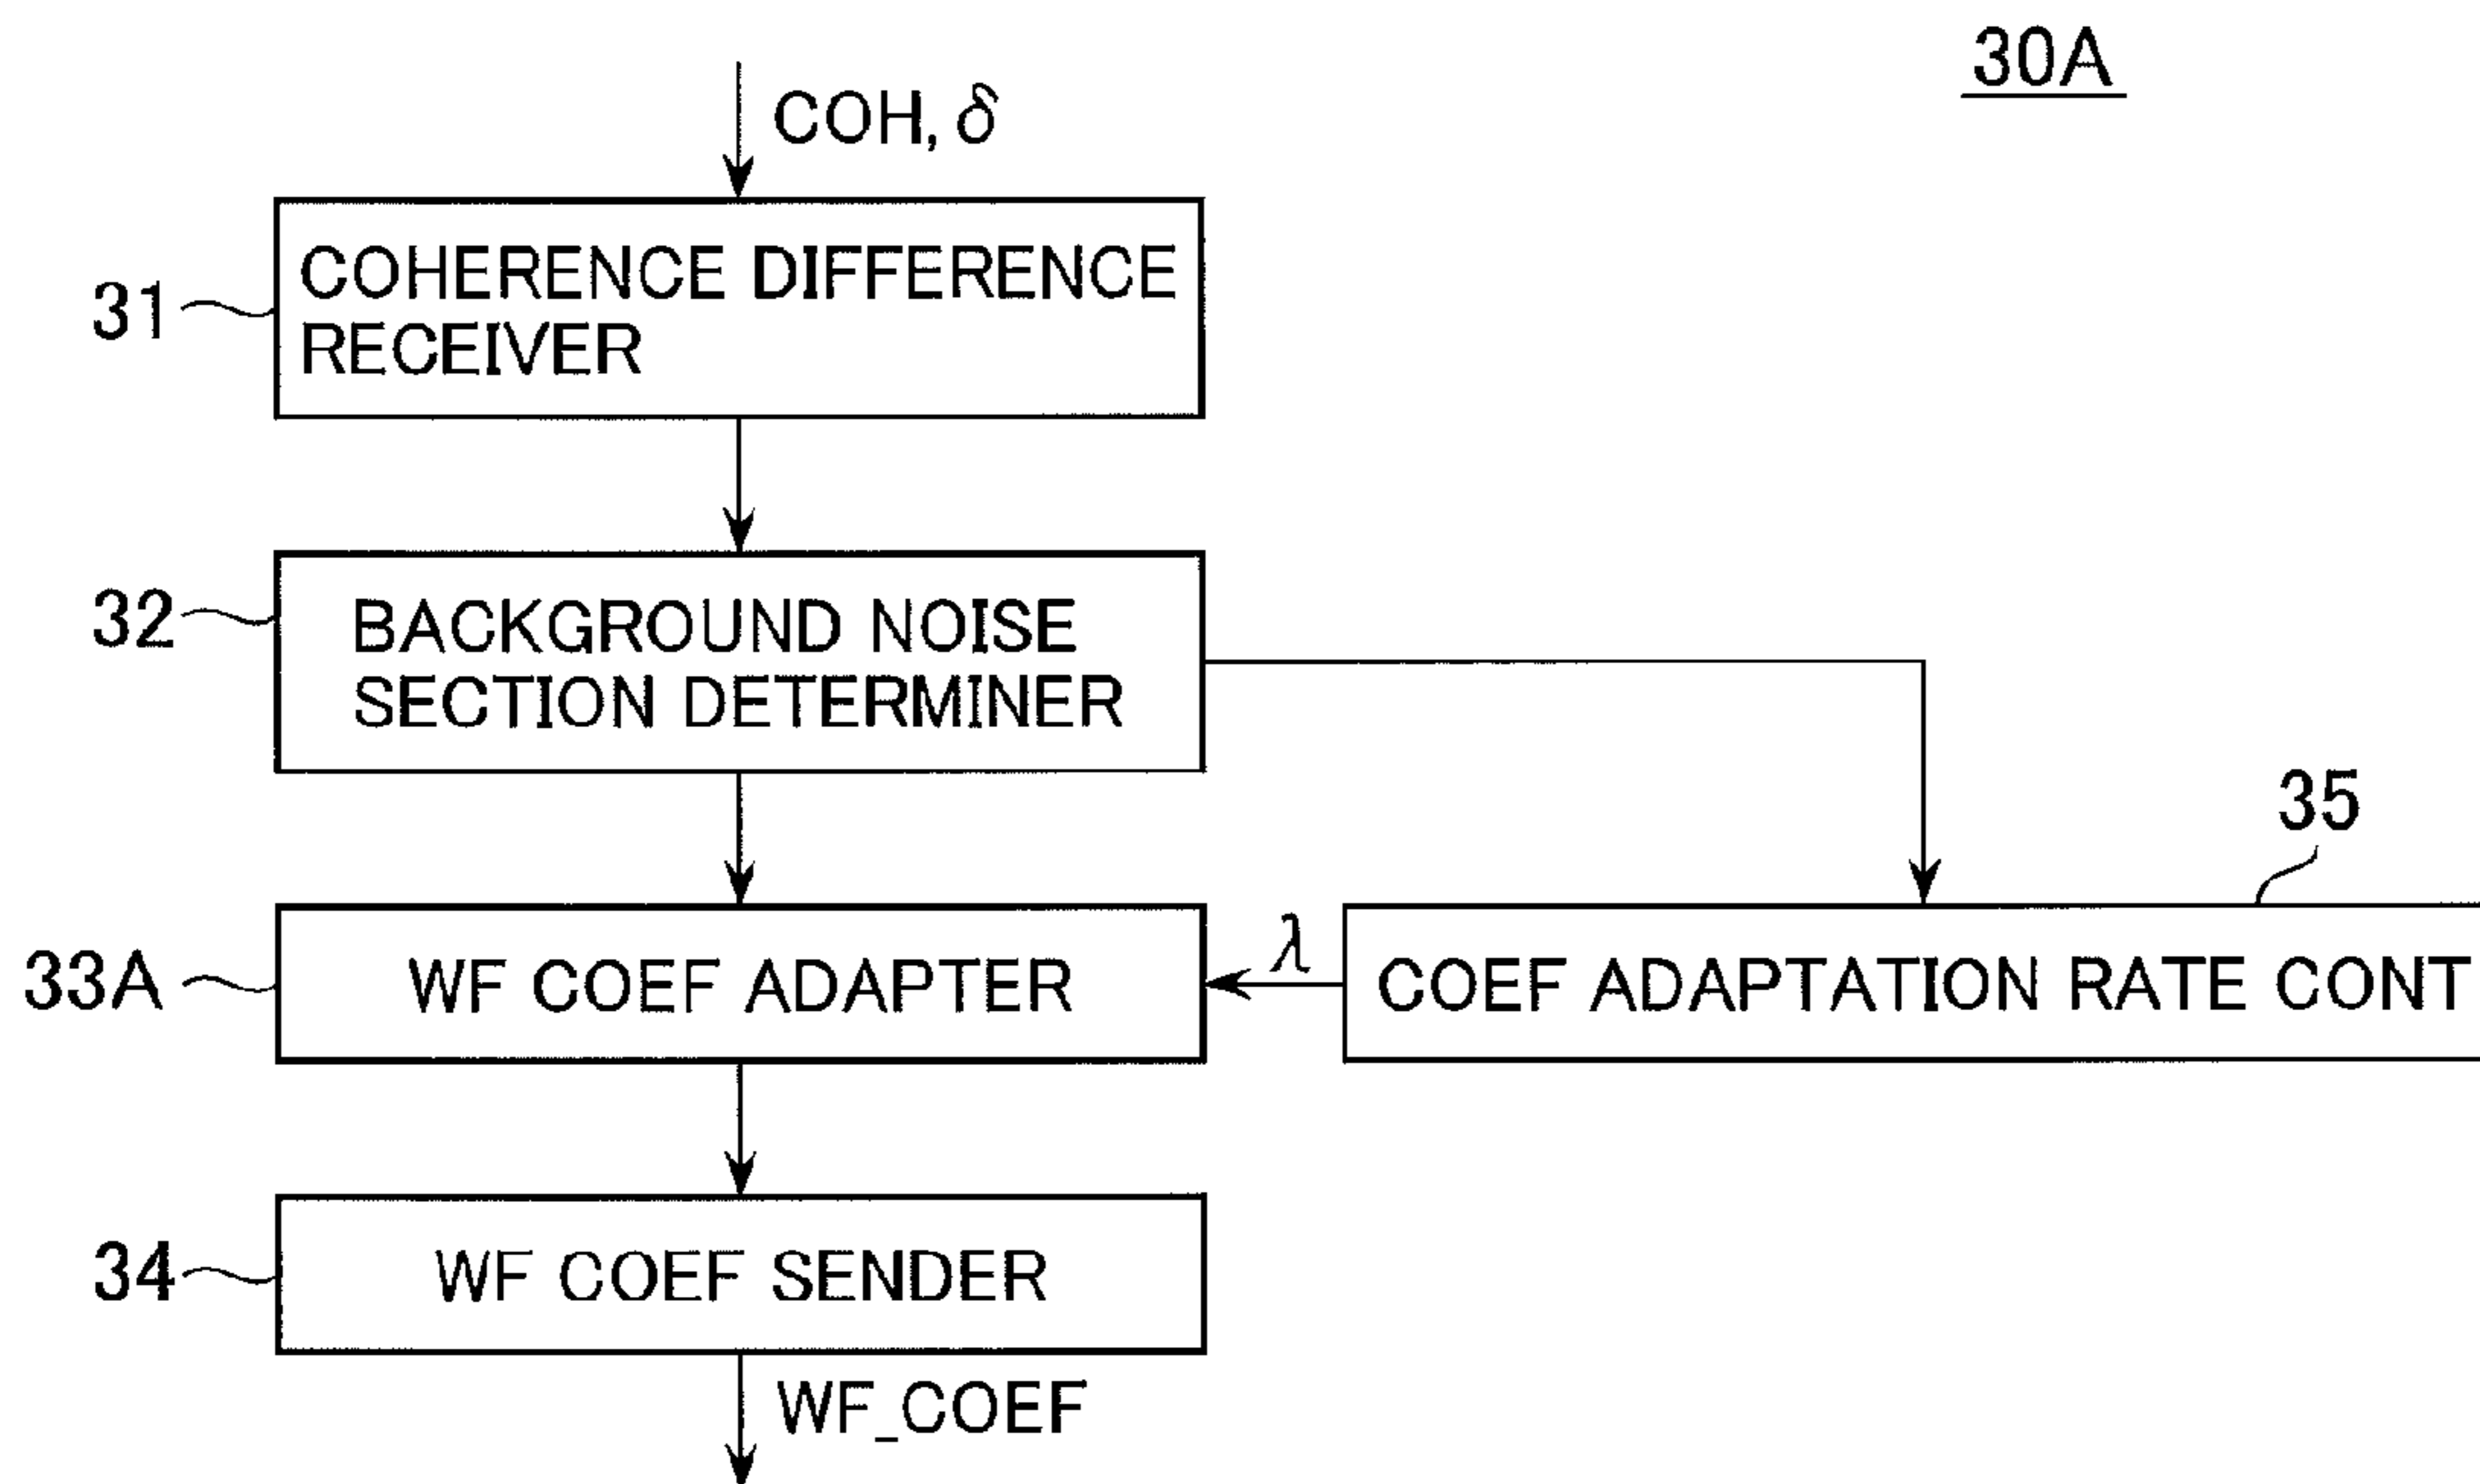 30A
COH, δ
31
COHERENCE DIFFERENCE
RECEIVER
32
BACKGROUND NOISE
SECTION DETERMINER
35
33A
WF COEF ADAPTER
λ
COEF ADAPTATION RATE CONT
34
WF COEF SENDER
WF_COEF